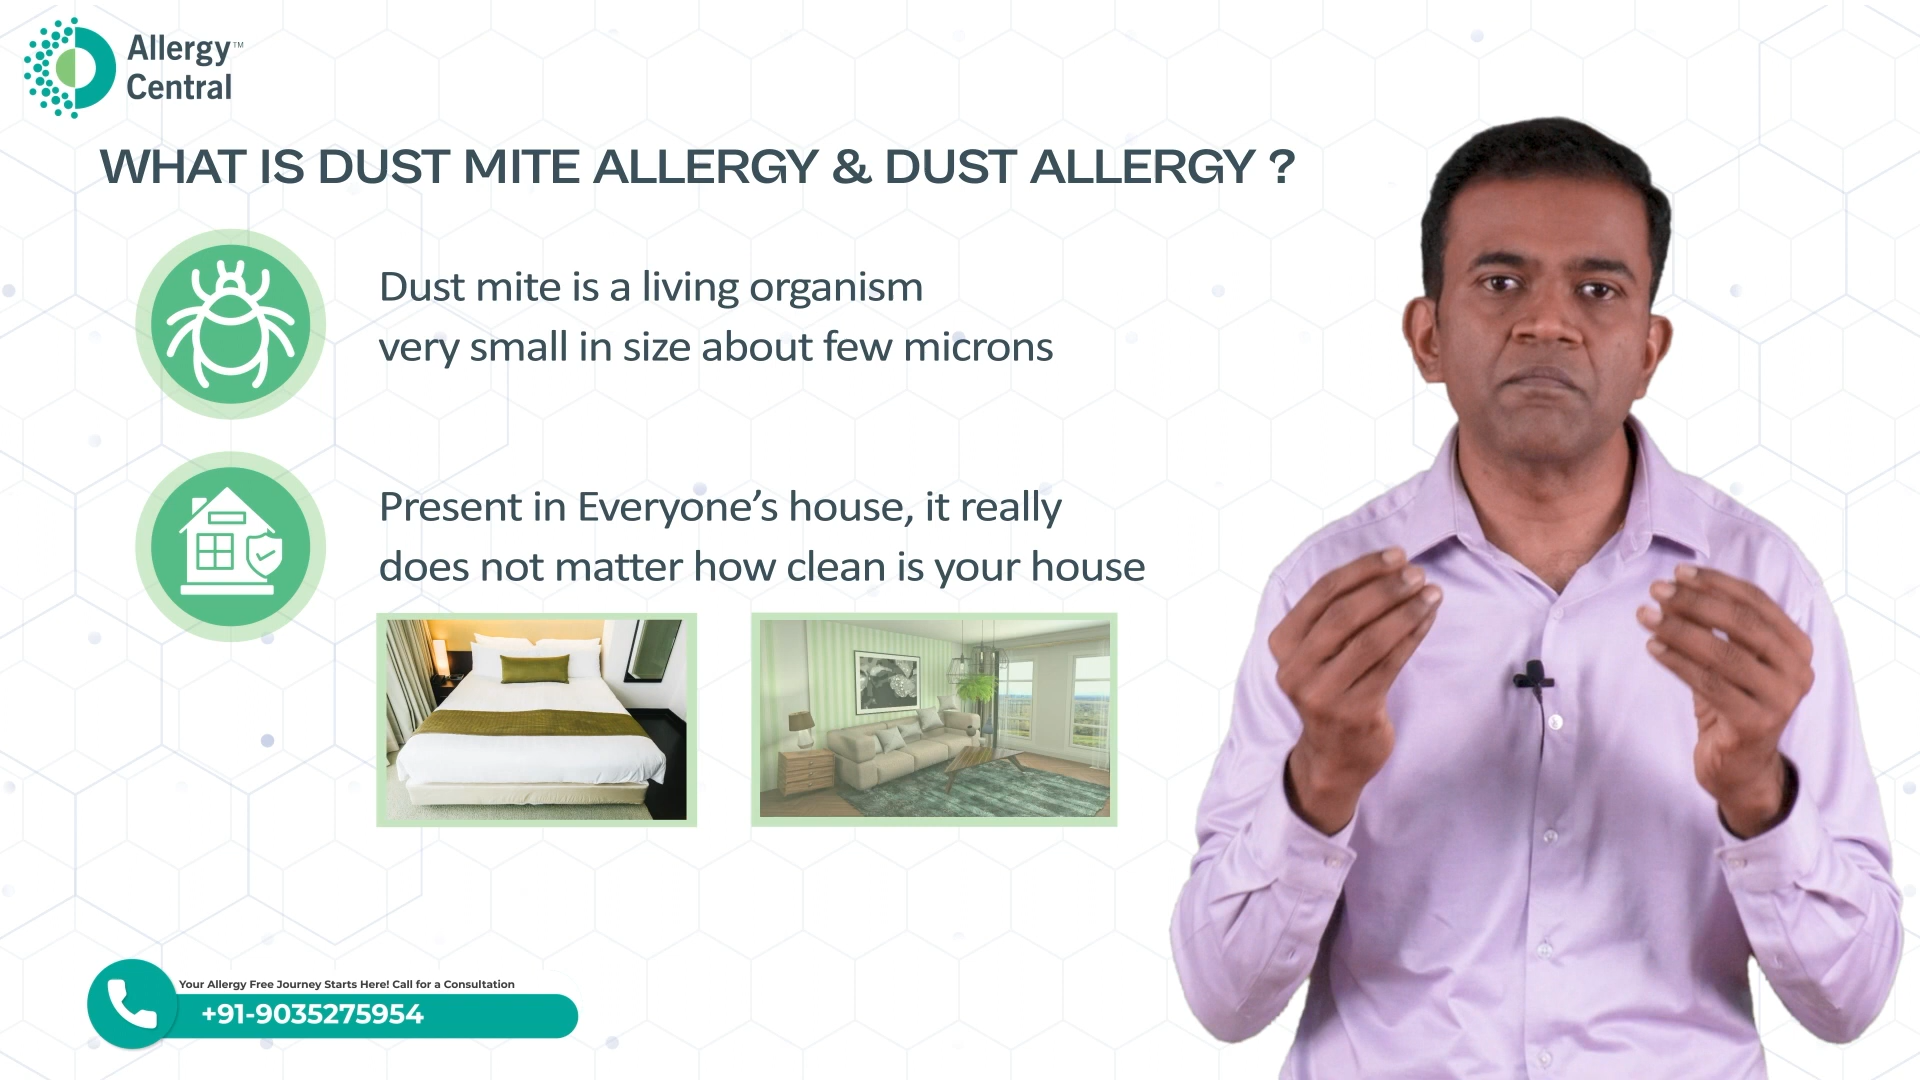 Allergy™
Central
WHAT IS DUST MITE ALLERGY & DUST ALLERGY ?
Dust mite is a living organism
very small in size about few microns
Present in Everyone’s house, it really
does not matter how clean is your house
Your Allergy Free Journey Starts Here! Call for a Consultation
+91-9035275954